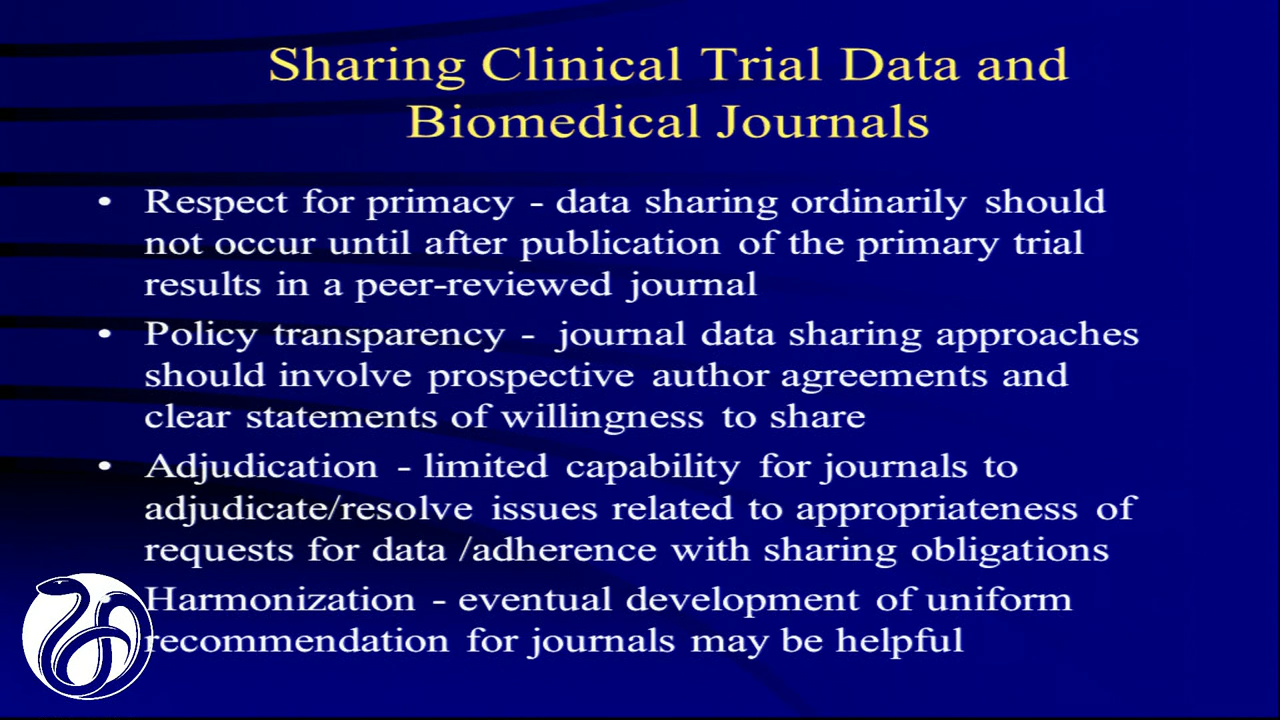 Sharing Clinical Trial Data and
Biomedical Journals
• Respect for primacy - data sharing ordinarily should
not occur until after publication of the primary trial
results in a peer-reviewed journal
• Policy transparency - journal data sharing approaches
should involve prospective author agreements and
clear statements of willingness to share
• Adjudication - limited capability for journals to
adjudicate/resolve issues related to appropriateness of
requests for data /adherence with sharing obligations
Harmonization - eventual development of uniform
recommendation for journals may be helpful